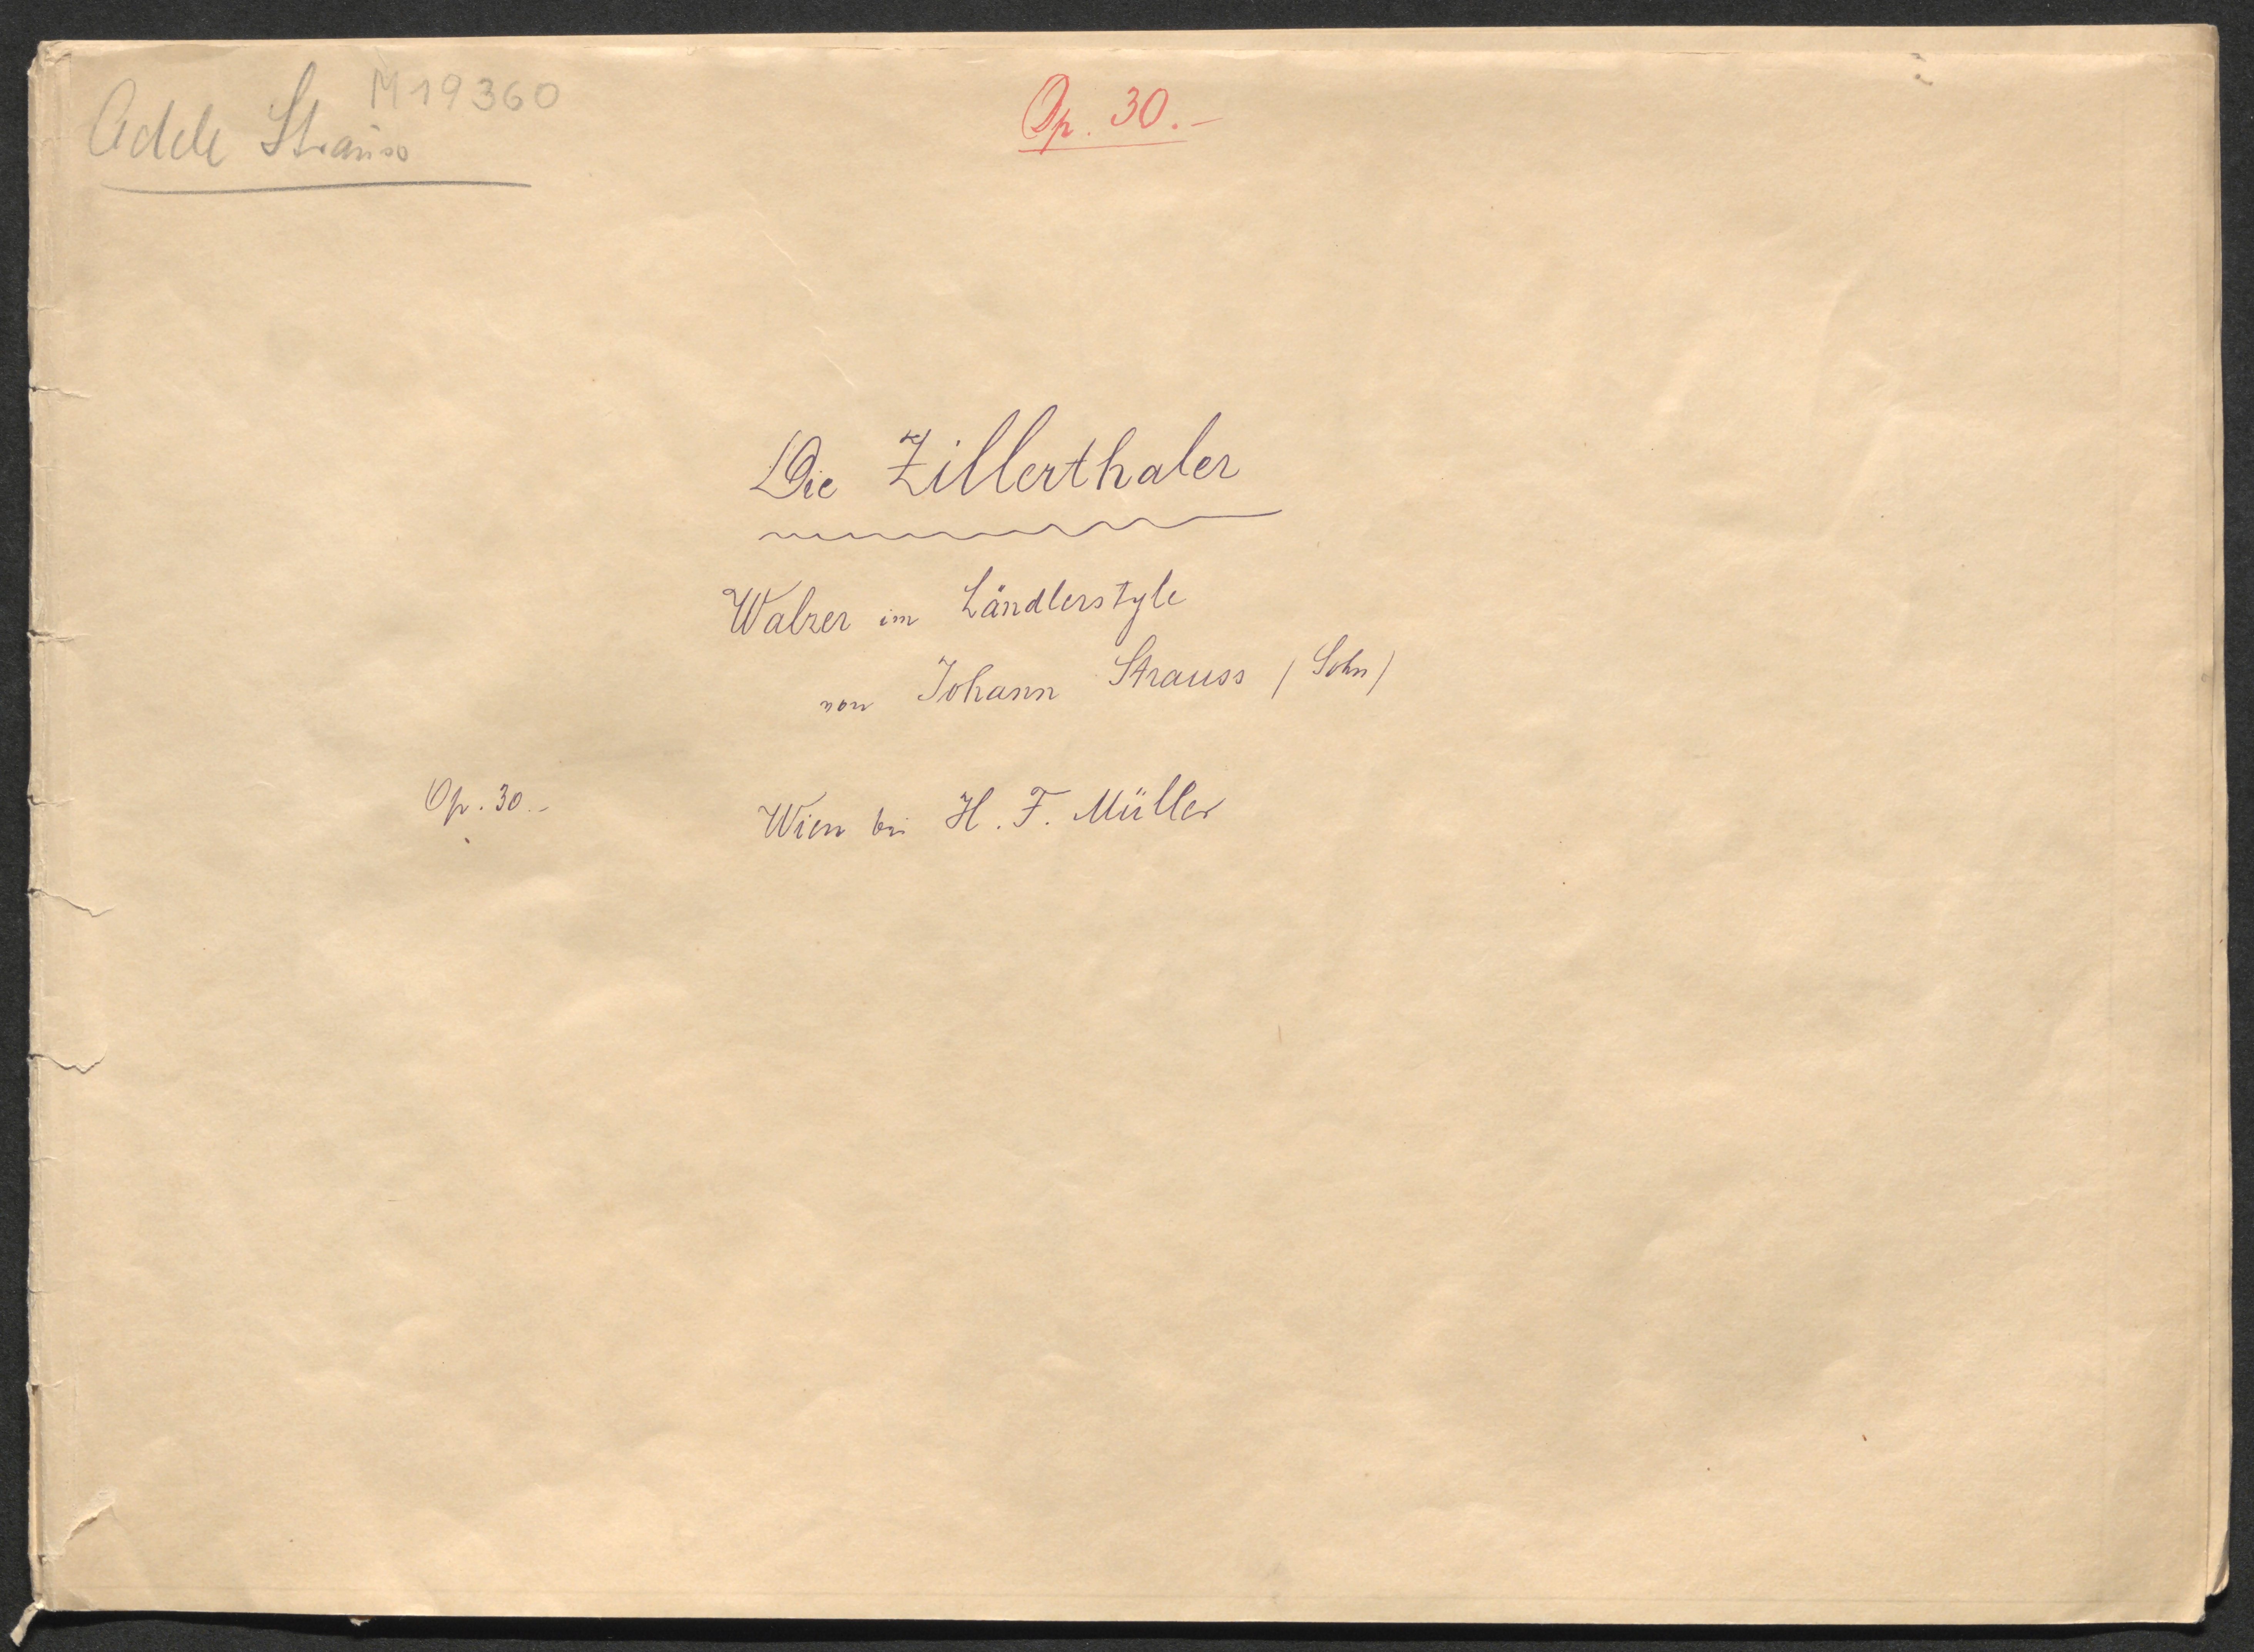 M19360
Adele Strauss
Op. 30.-
Die Zillerthaler
Walzer im Ländlerstyle
von Johann Strauss / Sohn /
Op. 30.-
Wien bei H. F. Müller